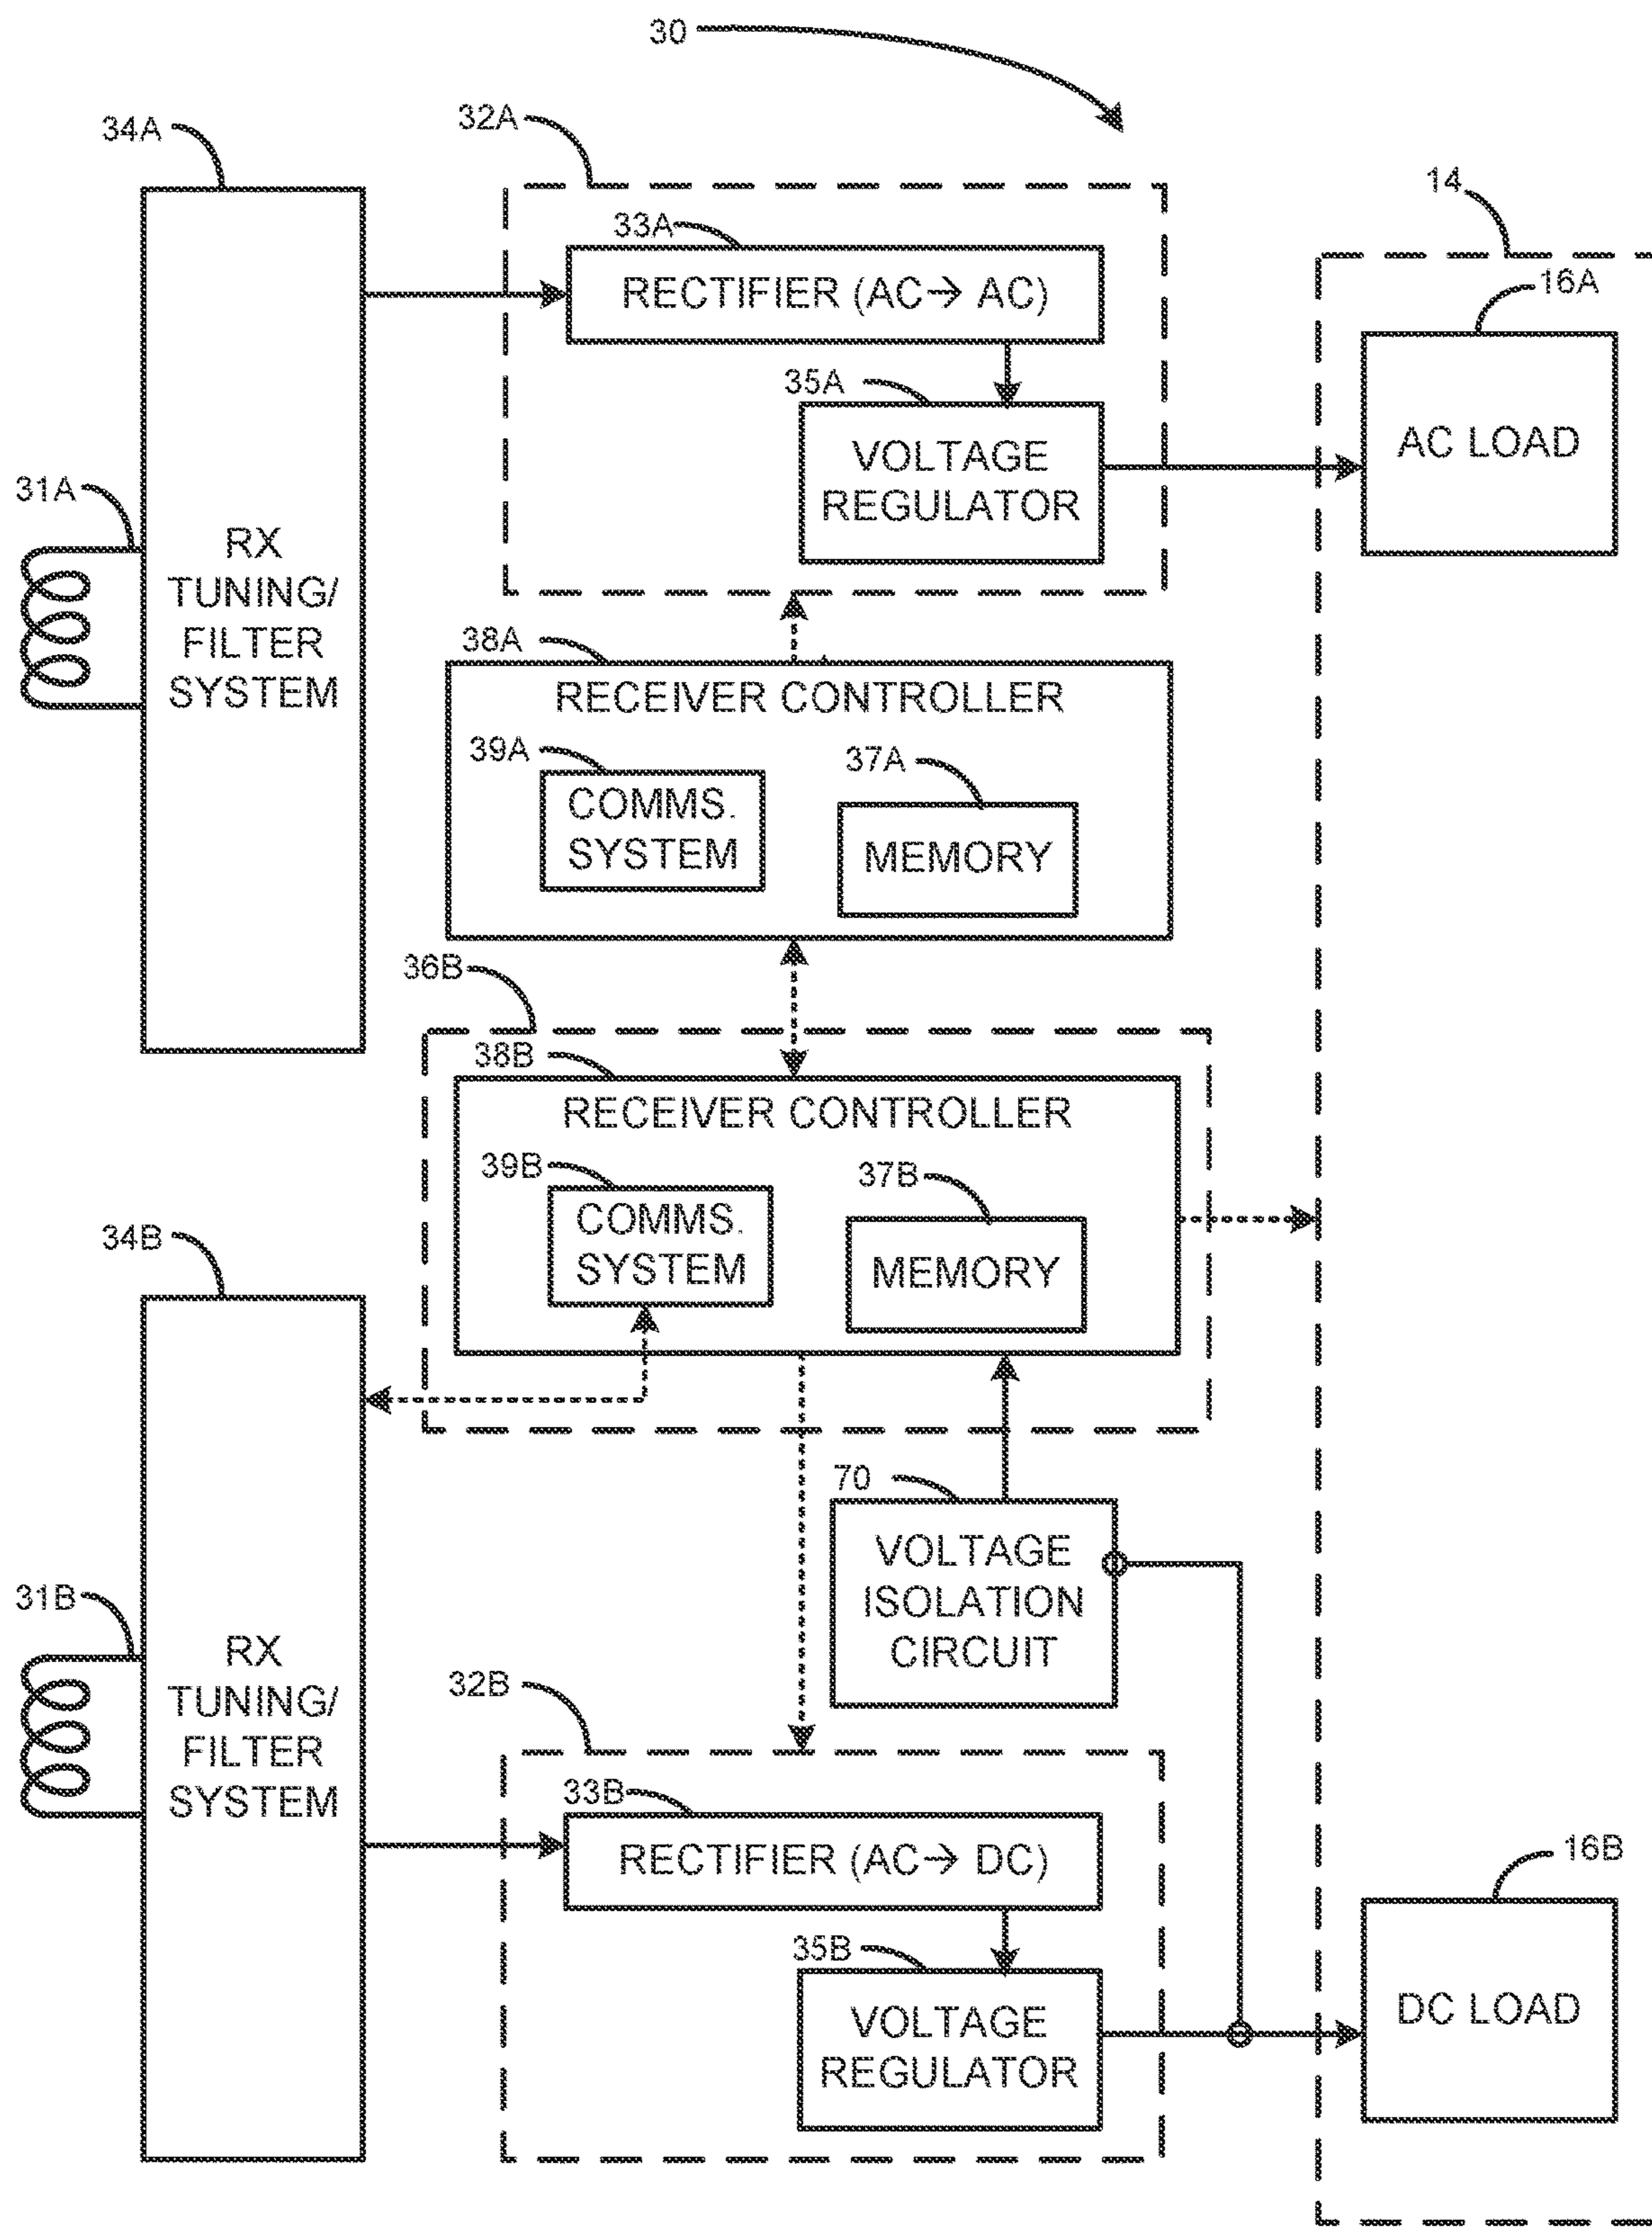 30
34A
32A
14
33A
16A
RECTIFIER (AC→ AC)
35A
VOLTAGE
REGULATOR
AC LOAD
31A
RX
TUNING/
FILTER
SYSTEM
38A
RECEIVER CONTROLLER
39A
37A
COMMS.
SYSTEM
MEMORY
36B
38B
RECEIVER CONTROLLER
39B
37B
COMMS.
SYSTEM
MEMORY
34B
70
VOLTAGE
ISOLATION
CIRCUIT
31B
RX
TUNING/
FILTER
SYSTEM
32B
33B
RECTIFIER (AC→ DC)
16B
35B
VOLTAGE
REGULATOR
DC LOAD